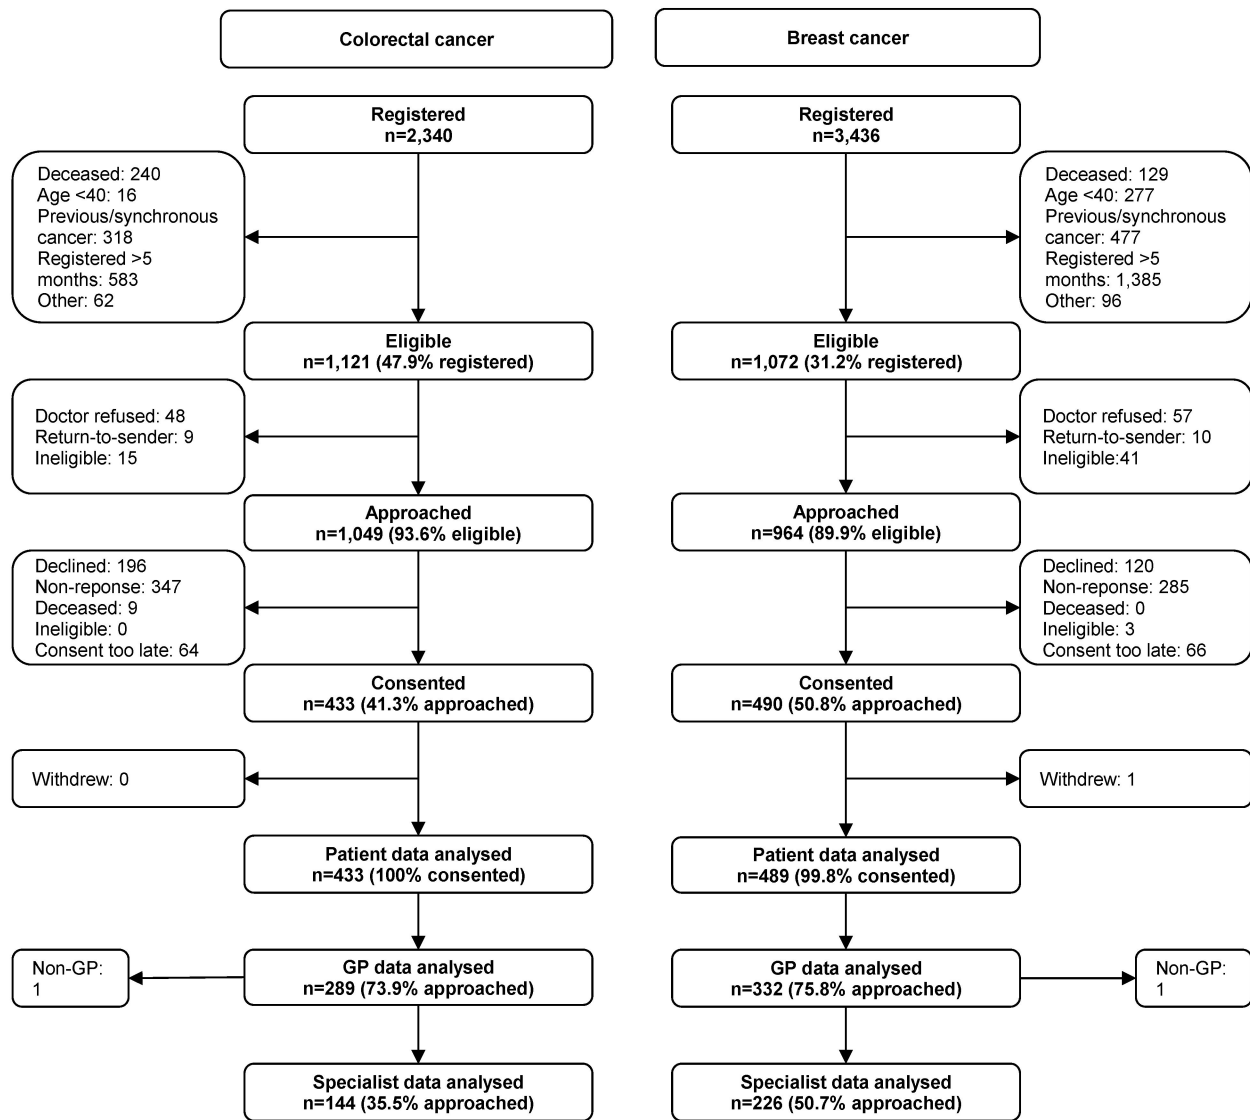 Colorectal cancer
Breast cancer
Registered
n=2,340
Registered
n=3,436
Deceased: 240
Age <40: 16
Previous/synchronous
cancer: 318
Registered >5
months: 583
Other: 62
Deceased: 129
Age <40: 277
Previous/synchronous
cancer: 477
Registered >5
months: 1,385
Other: 96
Eligible
n=1,121 (47.9% registered)
Eligible
n=1,072 (31.2% registered)
Doctor refused: 48
Return-to-sender: 9
Ineligible: 15
Doctor refused: 57
Return-to-sender: 10
Ineligible:41
Approached
n=1,049 (93.6% eligible)
Approached
n=964 (89.9% eligible)
Declined: 196
Non-reponse: 347
Deceased: 9
Ineligible: 0
Consent too late: 64
Declined: 120
Non-reponse: 285
Deceased: 0
Ineligible: 3
Consent too late: 66
Consented
n=433 (41.3% approached)
Consented
n=490 (50.8% approached)
Withdrew: 0
Withdrew: 1
Patient data analysed
n=433 (100% consented)
Patient data analysed
n=489 (99.8% consented)
Non-GP:
1
GP data analysed
n=289 (73.9% approached)
GP data analysed
n=332 (75.8% approached)
Non-GP:
1
Specialist data analysed
n=144 (35.5% approached)
Specialist data analysed
n=226 (50.7% approached)